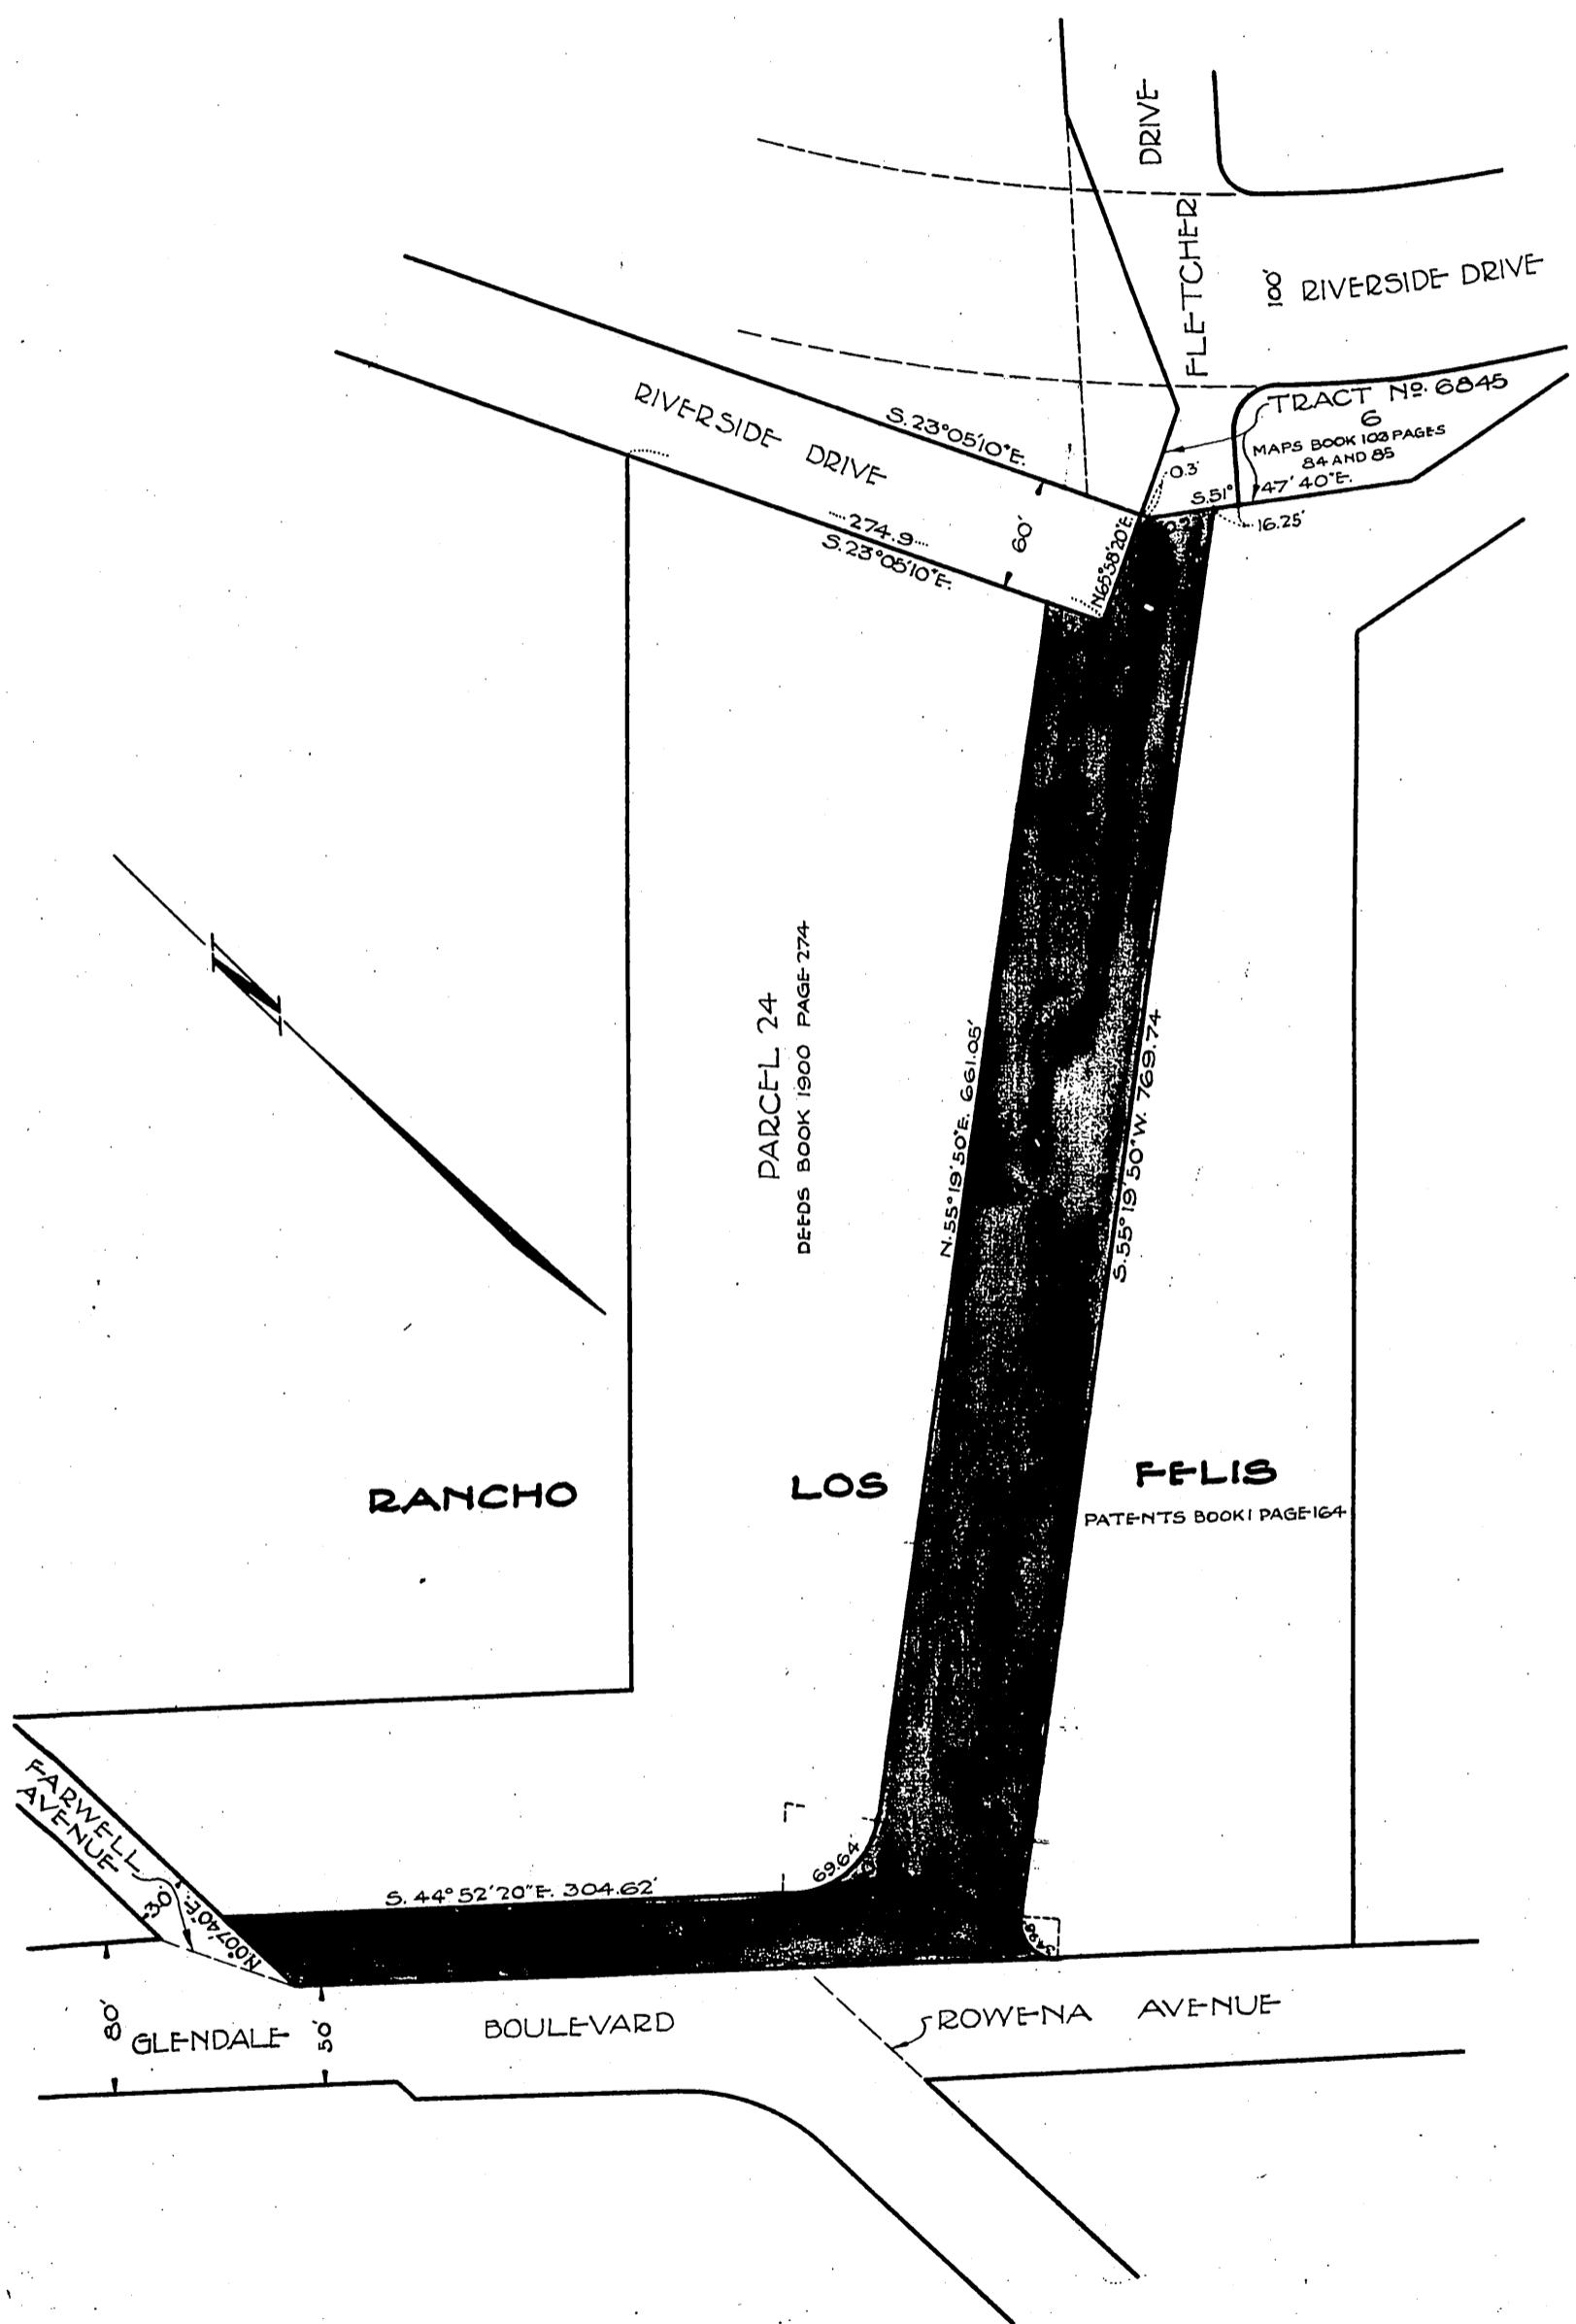 DRIVE
FLETCHER
100' RIVERSIDE DRIVE
TRACT Nº. 6845
6
MAPS BOOK 103 PAGES
84 AND 85
S.51° 47' 40"E.
0.3'
16.25'
RIVERSIDE DRIVE
S. 23°05'10"E.
274.9
S. 23°05'10"E.
60'
N.65°58'20"E.
PARCEL 24
DEEDS BOOK 1900 PAGE 274
N. 55° 19' 50"E. 661.05'
S. 55° 19' 50"W. 769.74
RANCHO LOS FELIS
PATENTS BOOK 1 PAGE 164
FARWELL
AVENUE
30'
N.0°07'40"E.
S. 44° 52' 20"E. 304.62'
69.64'
80'
GLENDALE
50'
BOULEVARD
ROWENA AVENUE